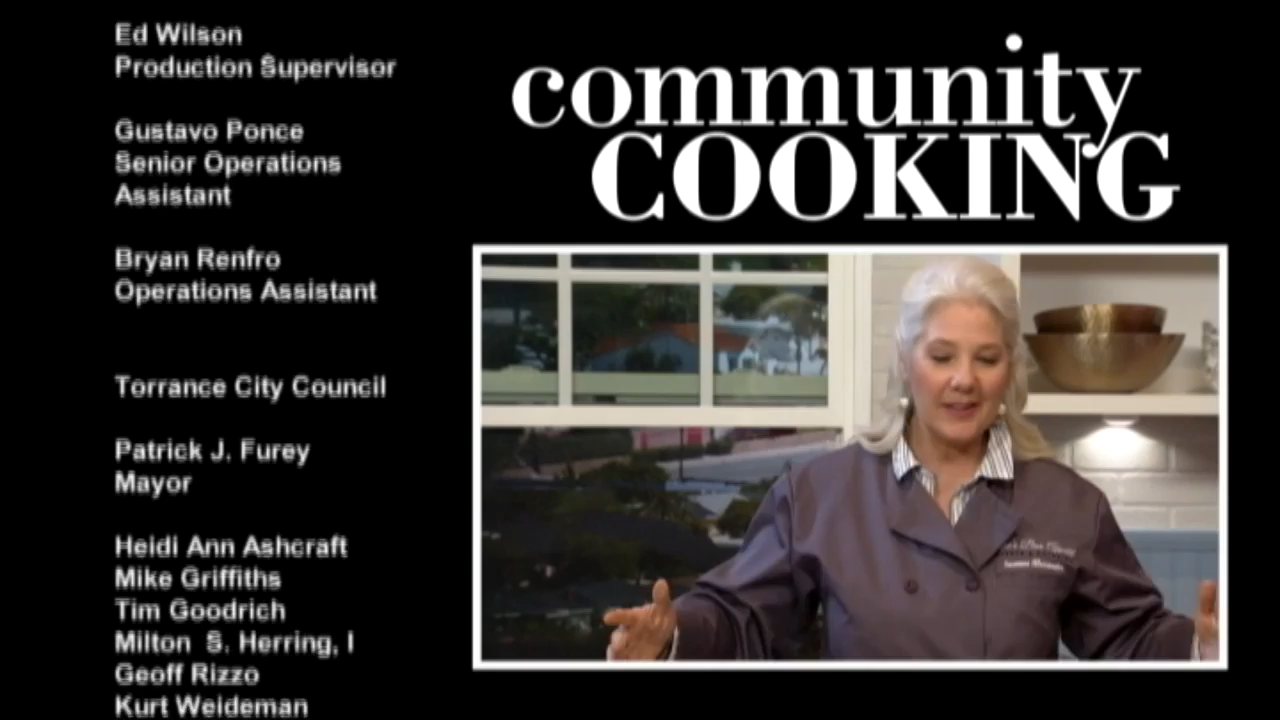 Ed Wilson
Production Supervisor
Gustavo Ponce
Senior Operations
Assistant
Bryan Renfro
Operations Assistant
Torrance City Council
Patrick J. Furey
Mayor
Heidi Ann Ashcraft
Mike Griffiths
Tim Goodrich
Milton S. Herring, I
Geoff Rizzo
Kurt Weideman
community
COOKING